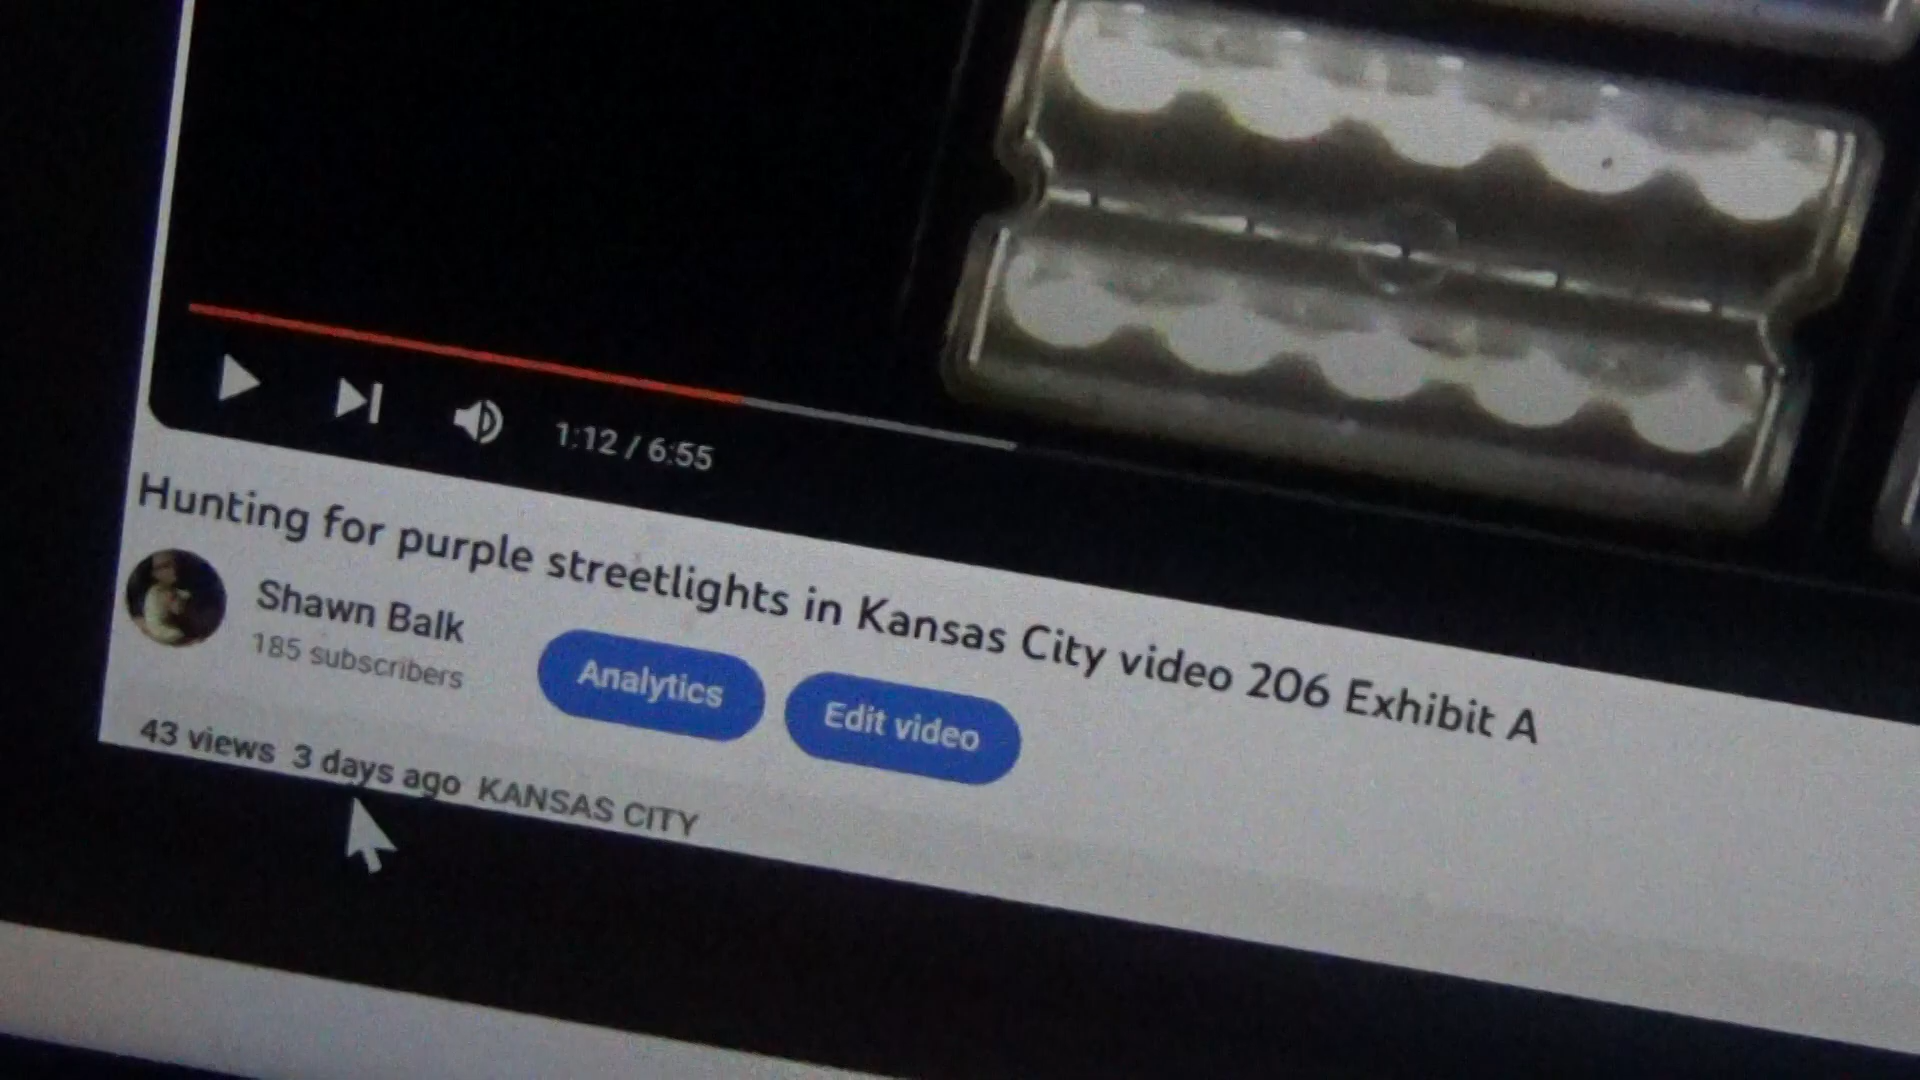 1:12 / 6:55
Hunting for purple streetlights in Kansas City video 206 Exhibit A
Shawn Balk
185 subscribers
Analytics
Edit video
43 views 3 days ago KANSAS CITY